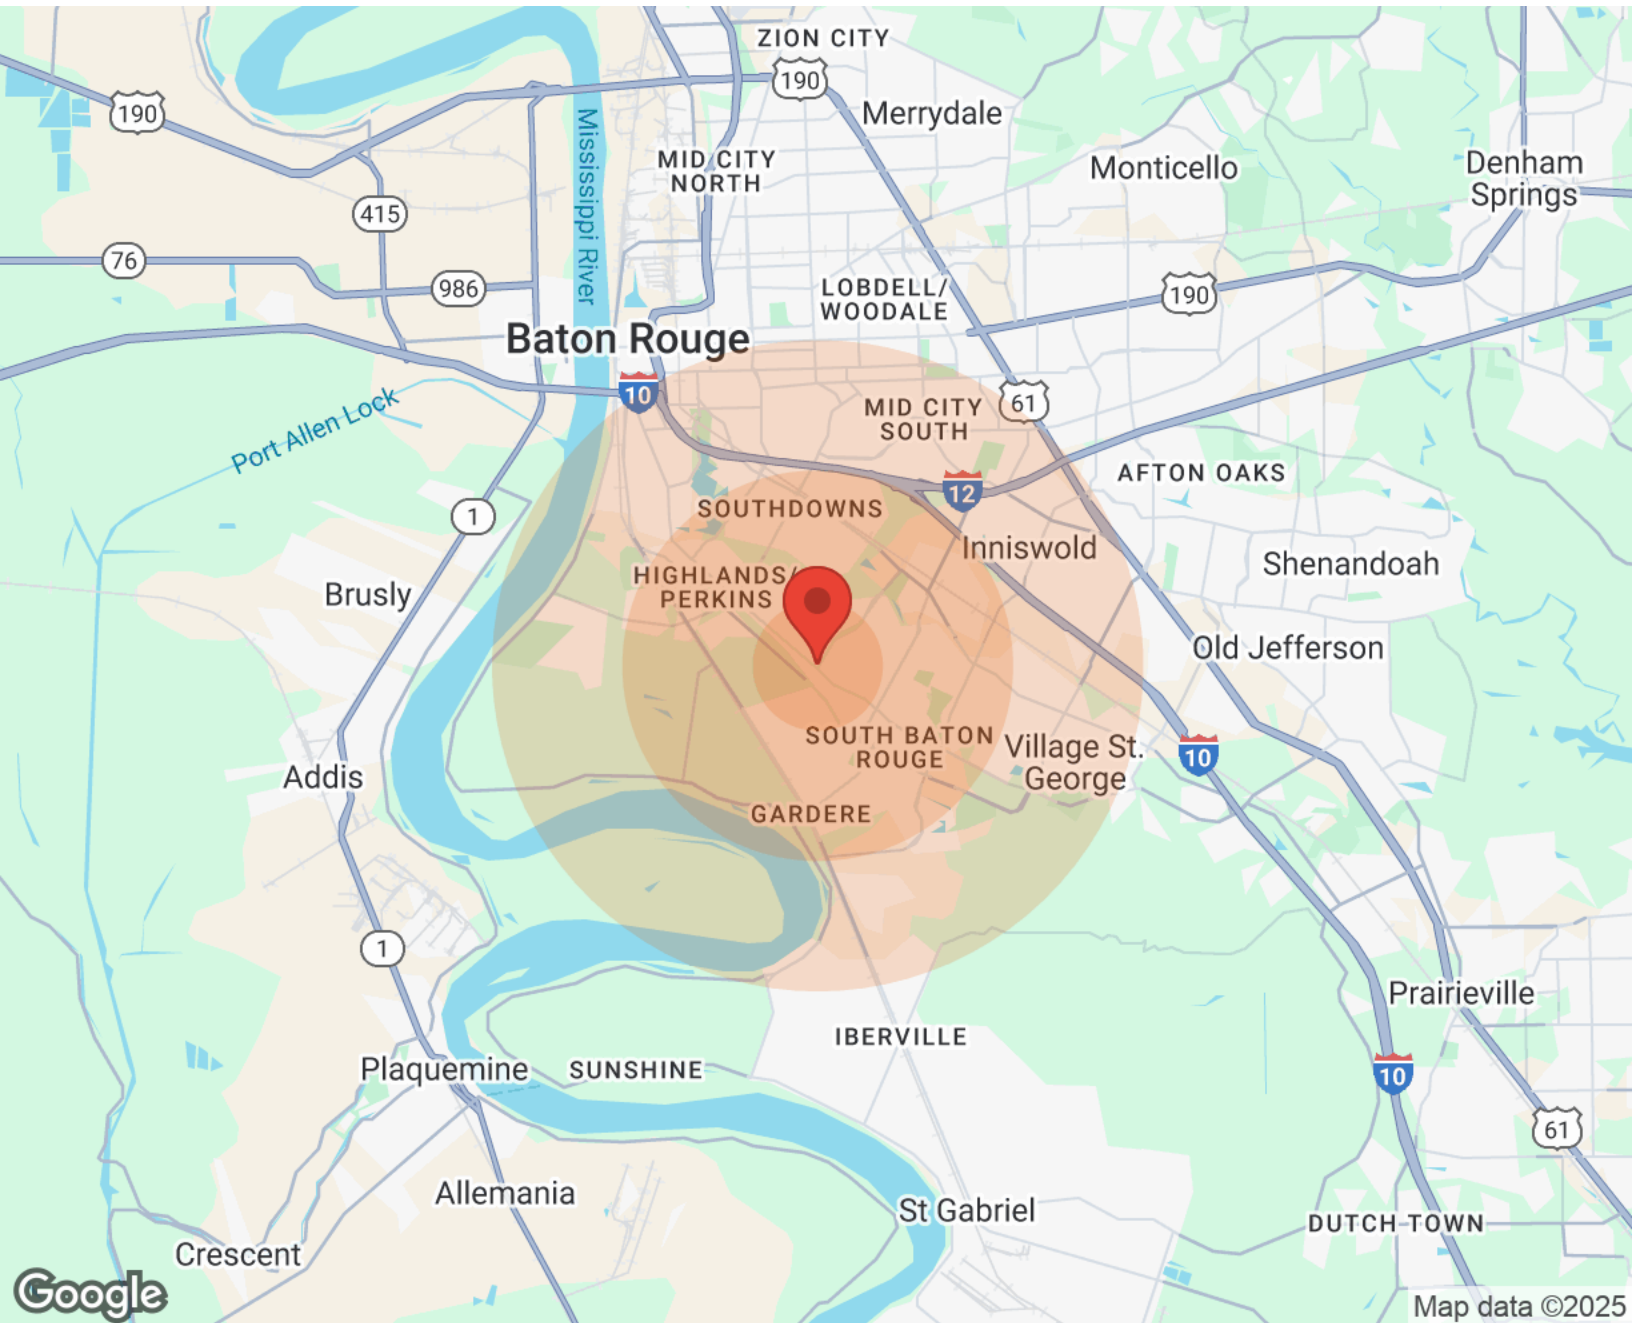 ZION CITY
190
Merrydale
190
MID CITY
NORTH
Monticello
Denham
Springs
Mississippi River
415
76
986
LOBDELL/
WOODALE
190
Baton Rouge
10
61
Port Allen Lock
MID CITY
SOUTH
AFTON OAKS
12
1
SOUTHDOWNS
Inniswold
Shenandoah
HIGHLANDS/
PERKINS
Brusly
Old Jefferson
SOUTH BATON
ROUGE
Village St.
George
10
Addis
GARDERE
1
Prairieville
IBERVILLE
Plaquemine
SUNSHINE
10
61
Allemania
St Gabriel
DUTCH TOWN
Crescent
Google
Map data ©2025